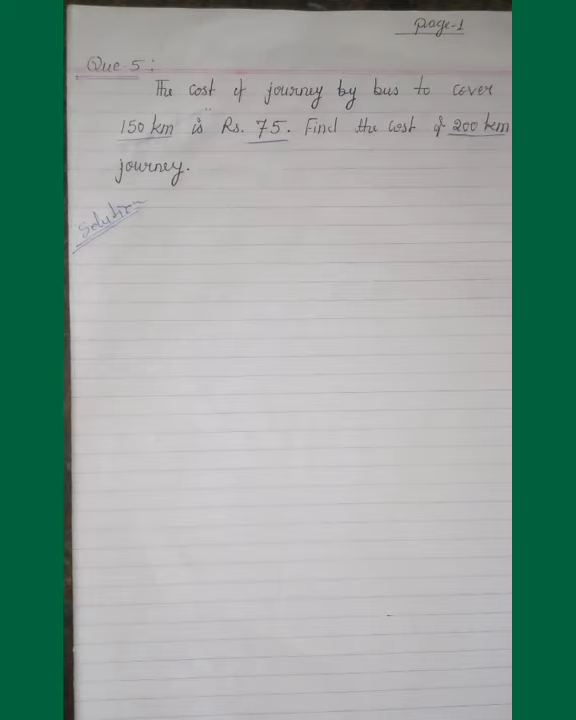 Page-1
Que 5:
The cost of journey by bus to cover
150 km is Rs. 75. Find the cost of 200 km
journey.
Solution